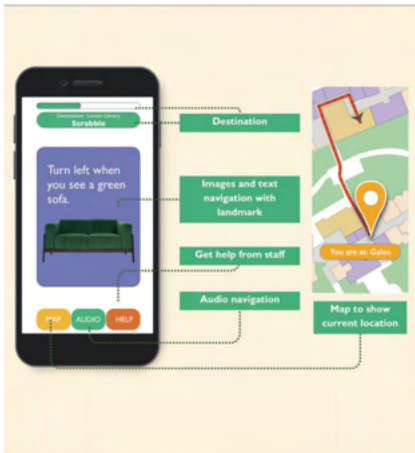 Destination: Lumen Library
Scrabble
Turn left when
you see a green
sofa.
MAP
AUDIO
HELP
Destination
Images and text
navigation with
landmark
Get help from staff
Audio navigation
You are at: Galen
Map to show
current location